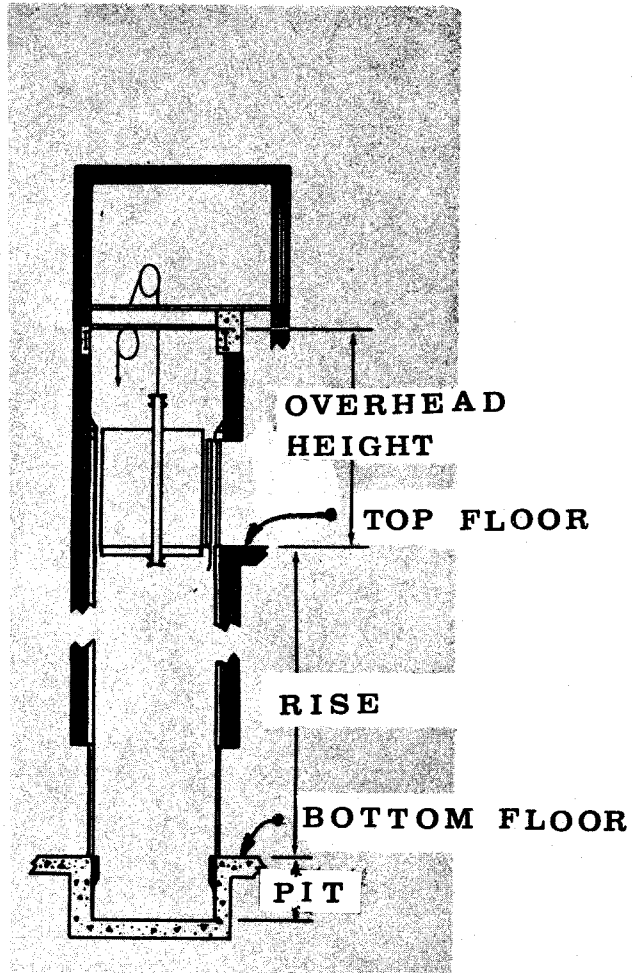 OVERHEAD
HEIGHT
TOP FLOOR
RISE
BOTTOM FLOOR
PIT